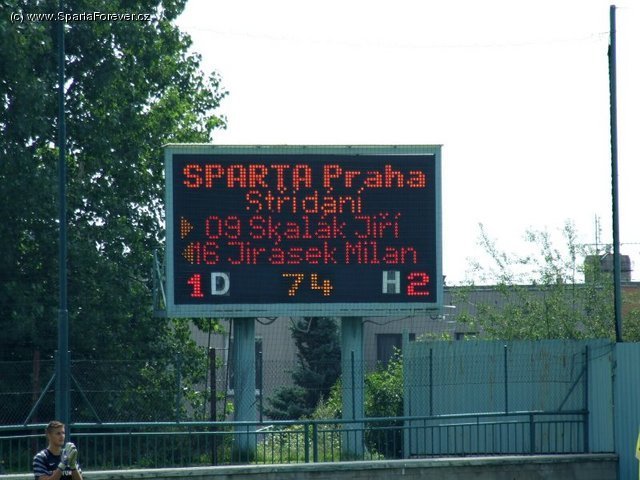 (c) www.SpartaForever.cz
SPARTA Praha
Střídání
09 Skalák Jiří
16 Jirásek Milan
1 D 74 H 2